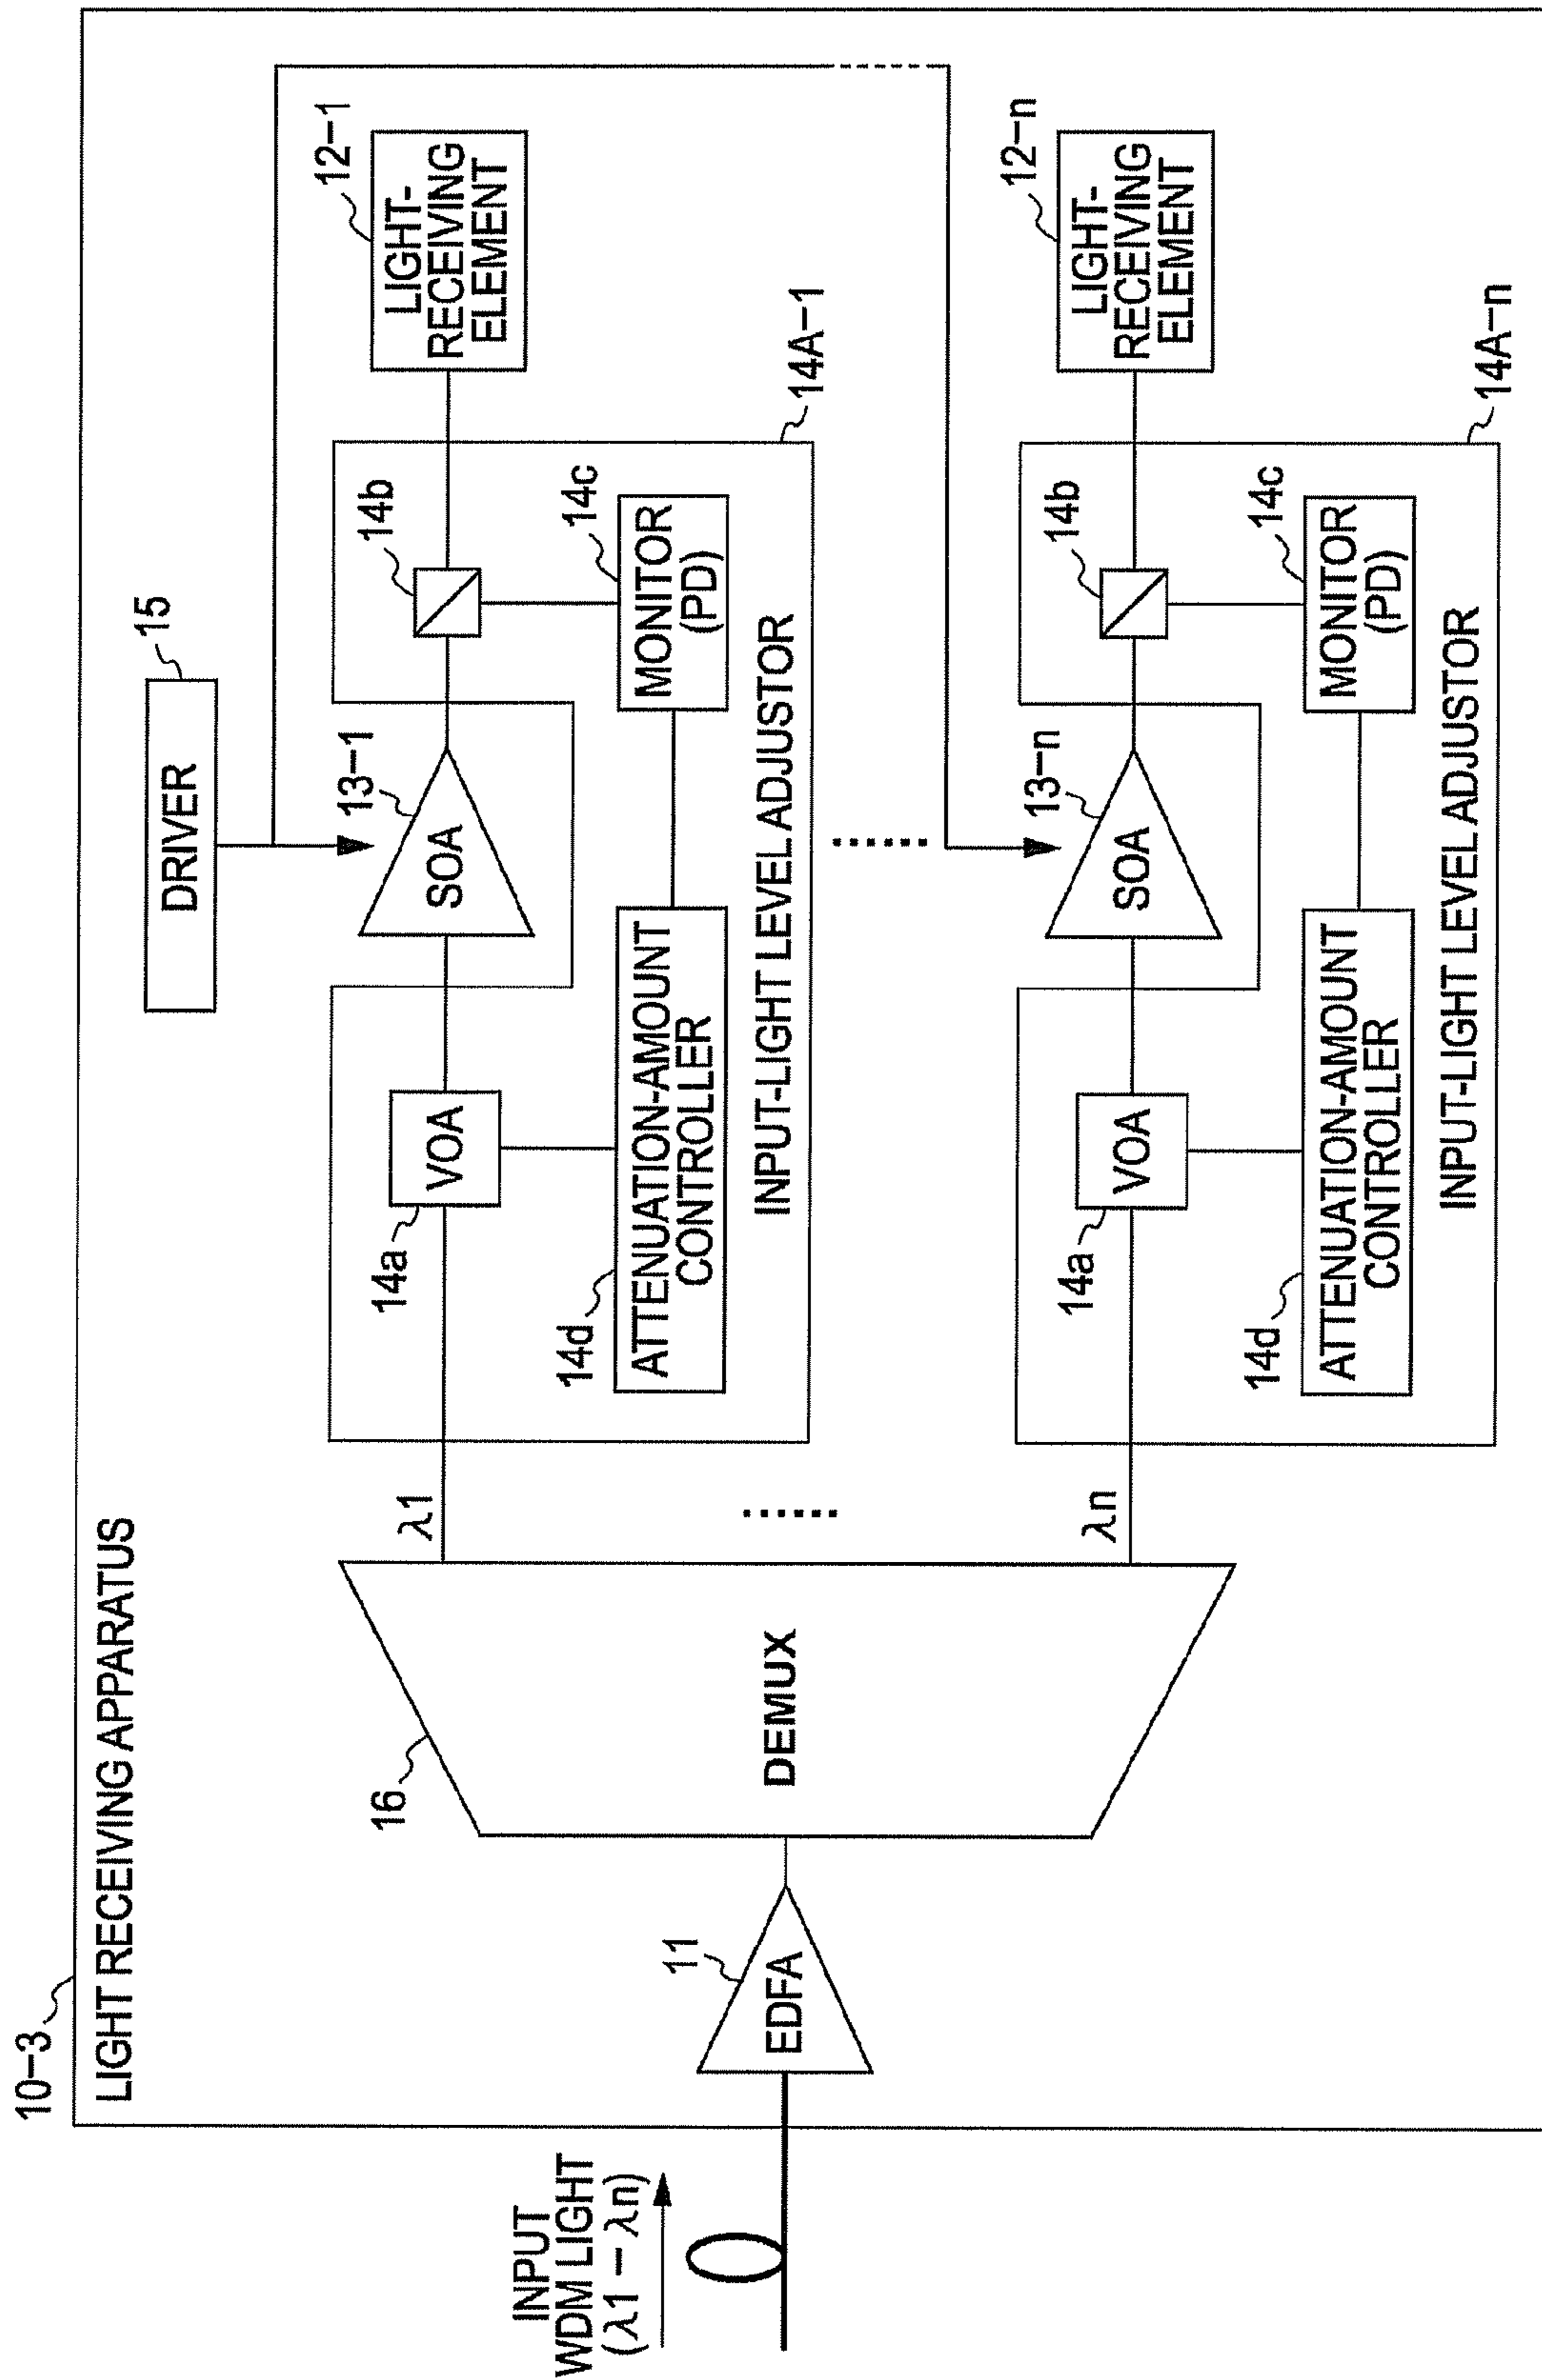 10-3
LIGHT RECEIVING APPARATUS
INPUT
WDM LIGHT
(λ1 – λn)
11
EDFA
16
DEMUX
λ1
......
λn
DRIVER
15
14a
VOA
13-1
SOA
14b
12-1
LIGHT-
RECEIVING
ELEMENT
14d
ATTENUATION-AMOUNT
CONTROLLER
14c
MONITOR
(PD)
INPUT-LIGHT LEVEL ADJUSTOR
14A-1
......
14a
VOA
13-n
SOA
14b
12-n
LIGHT-
RECEIVING
ELEMENT
14d
ATTENUATION-AMOUNT
CONTROLLER
14c
MONITOR
(PD)
INPUT-LIGHT LEVEL ADJUSTOR
14A-n